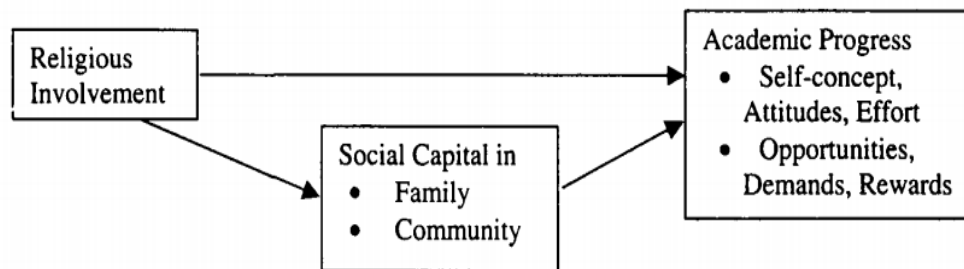 Religious
Involvement
Social Capital in
• Family
• Community
Academic Progress
• Self-concept,
Attitudes, Effort
• Opportunities,
Demands, Rewards